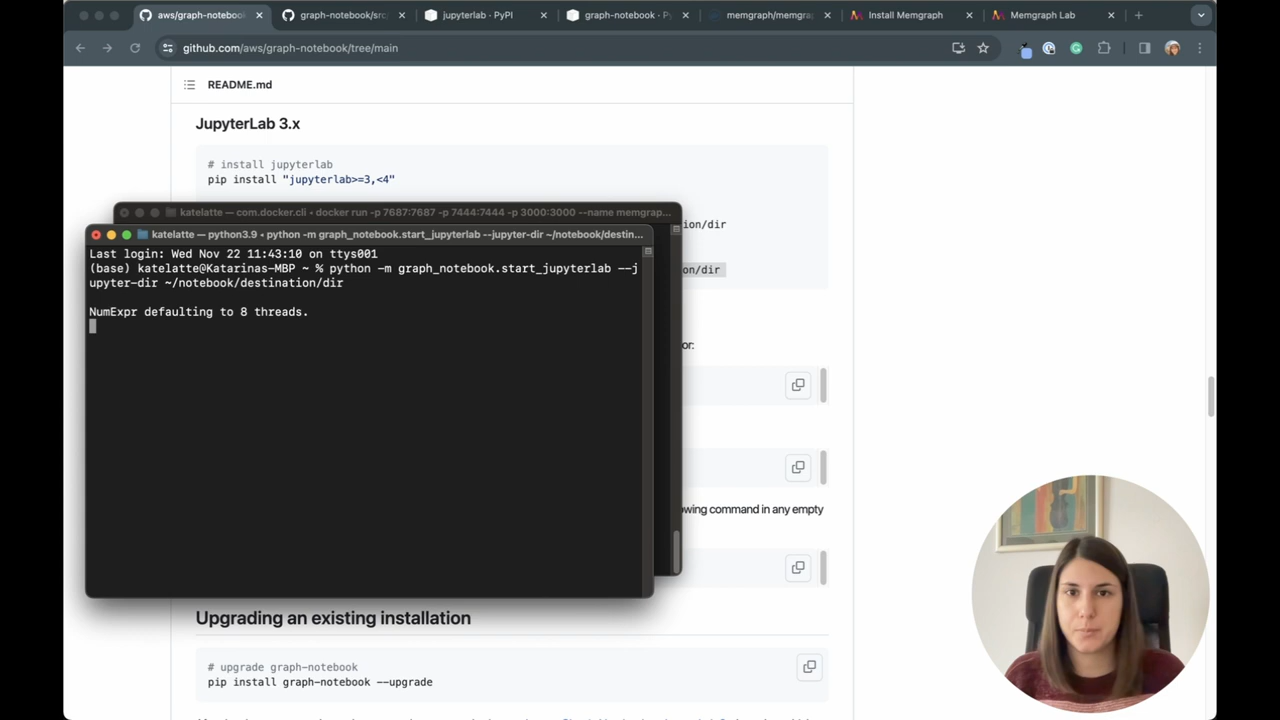 aws/graph-noteboo
graph-notebook/src
jupyterlab · PyPI
graph-notebook · P
memgraph/memgra
Install Memgraph
Memgraph Lab
github.com/aws/graph-notebook/tree/main
README.md
JupyterLab 3.x
# install jupyterlab
pip install "jupyterlab>=3,<4"
katelatte — com.docker.cli • docker run -p 7687:7687 -p 7444:7444 -p 3000:3000 --name memgrap...
ion/dir
katelatte — python3.9 • python -m graph_notebook.start_jupyterlab --jupyter-dir ~/notebook/destin...
Last login: Wed Nov 22 11:43:10 on ttys001
(base) katelatte@Katarinas-MBP ~ % python -m graph_notebook.start_jupyterlab --j
upyter-dir ~/notebook/destination/dir
on/dir
NumExpr defaulting to 8 threads.
or:
owing command in any empty
Upgrading an existing installation
# upgrade graph-notebook
pip install graph-notebook --upgrade